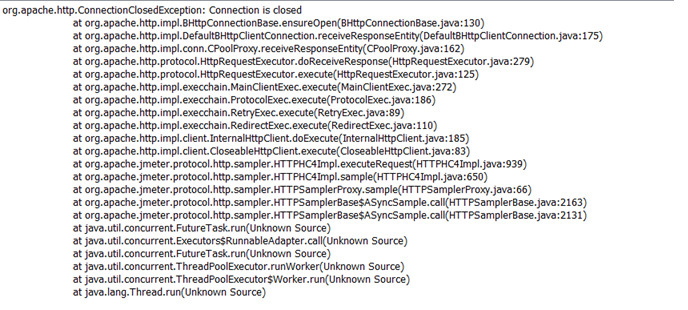 org.apache.http.ConnectionClosedException: Connection is closed
at org.apache.http.impl.BHttpConnectionBase.ensureOpen(BHttpConnectionBase.java:130)
at org.apache.http.impl.DefaultBHttpClientConnection.receiveResponseEntity(DefaultBHttpClientConnection.java:175)
at org.apache.http.impl.conn.CPoolProxy.receiveResponseEntity(CPoolProxy.java:162)
at org.apache.http.protocol.HttpRequestExecutor.doReceiveResponse(HttpRequestExecutor.java:279)
at org.apache.http.protocol.HttpRequestExecutor.execute(HttpRequestExecutor.java:125)
at org.apache.http.impl.execchain.MainClientExec.execute(MainClientExec.java:272)
at org.apache.http.impl.execchain.ProtocolExec.execute(ProtocolExec.java:186)
at org.apache.http.impl.execchain.RetryExec.execute(RetryExec.java:89)
at org.apache.http.impl.execchain.RedirectExec.execute(RedirectExec.java:110)
at org.apache.http.impl.client.InternalHttpClient.doExecute(InternalHttpClient.java:185)
at org.apache.http.impl.client.CloseableHttpClient.execute(CloseableHttpClient.java:83)
at org.apache.jmeter.protocol.http.sampler.HTTPHC4Impl.executeRequest(HTTPHC4Impl.java:939)
at org.apache.jmeter.protocol.http.sampler.HTTPHC4Impl.sample(HTTPHC4Impl.java:650)
at org.apache.jmeter.protocol.http.sampler.HTTPSamplerProxy.sample(HTTPSamplerProxy.java:66)
at org.apache.jmeter.protocol.http.sampler.HTTPSamplerBase$ASyncSample.call(HTTPSamplerBase.java:2163)
at org.apache.jmeter.protocol.http.sampler.HTTPSamplerBase$ASyncSample.call(HTTPSamplerBase.java:2131)
at java.util.concurrent.FutureTask.run(Unknown Source)
at java.util.concurrent.Executors$RunnableAdapter.call(Unknown Source)
at java.util.concurrent.FutureTask.run(Unknown Source)
at java.util.concurrent.ThreadPoolExecutor.runWorker(Unknown Source)
at java.util.concurrent.ThreadPoolExecutor$Worker.run(Unknown Source)
at java.lang.Thread.run(Unknown Source)